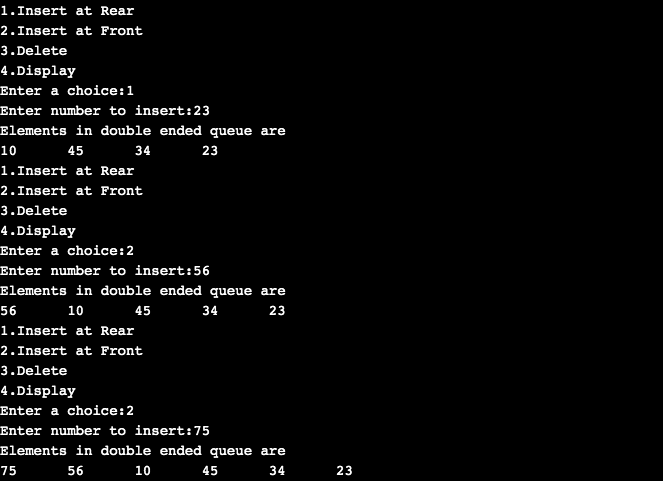 1.Insert at Rear
2.Insert at Front
3.Delete
4.Display
Enter a choice:1
Enter number to insert:23
Elements in double ended queue are
10      45      34      23
1.Insert at Rear
2.Insert at Front
3.Delete
4.Display
Enter a choice:2
Enter number to insert:56
Elements in double ended queue are
56      10      45      34      23
1.Insert at Rear
2.Insert at Front
3.Delete
4.Display
Enter a choice:2
Enter number to insert:75
Elements in double ended queue are
75      56      10      45      34      23